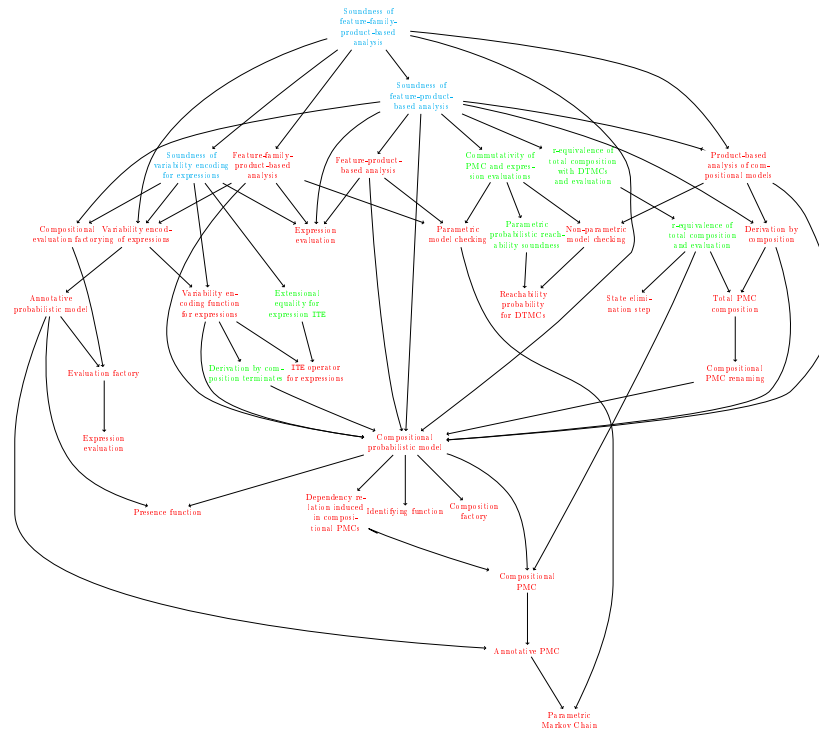 Soundness of
feature-family-
product-based
analysis
Soundness of
feature-product-
based analysis
Soundness of
variability encoding
for expressions
Feature-family-
product-based
analysis
Feature-product-
based analysis
Commutativity of
PMC and expres-
sion evaluations
r-equivalence of
total composition
with DTMCs
and evaluation
Product-based
analysis of com-
positional models
Compositional
evaluation factory
Variability encod-
ing of expressions
Expression
evaluation
Parametric
model checking
Parametric
probabilistic reach-
ability soundness
Non-parametric
model checking
r-equivalence of
total composition
and evaluation
Derivation by
composition
Annotative
probabilistic model
Variability en-
coding function
for expressions
Extensional
equality for
expression ITE
Reachability
probability
for DTMCs
State elimi-
nation step
Total PMC
composition
Evaluation factory
Derivation by com-
position terminates
ITE operator
for expressions
Compositional
PMC renaming
Expression
evaluation
Compositional
probabilistic model
Presence function
Dependency re-
lation induced
in composi-
tional PMCs
Identifying function
Composition
factory
Compositional
PMC
Annotative PMC
Parametric
Markov Chain